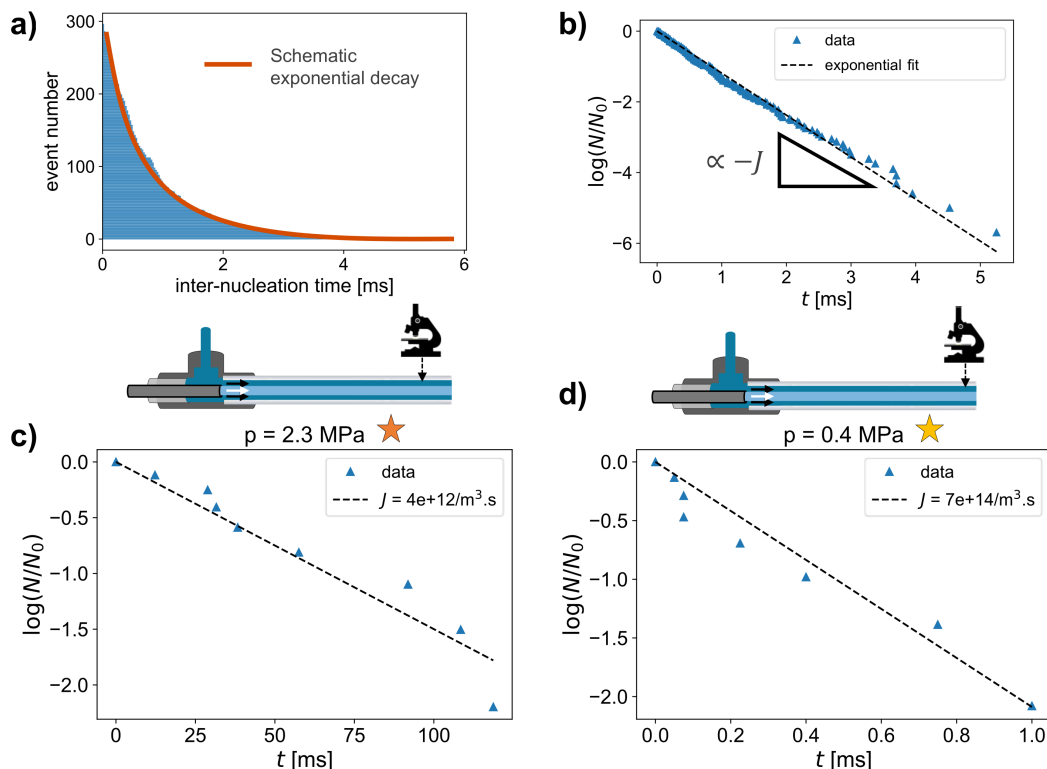 a)
300
200
100
0
event number
Schematic
exponential decay
0
2
4
6
inter-nucleation time [ms]
b)
0
−2
−4
−6
log(N/N₀)
data
exponential fit
∝ −J
0
1
2
3
4
5
t [ms]
c)
p = 2.3 MPa
0.0
−0.5
−1.0
−1.5
−2.0
log(N/N₀)
data
J = 4e+12/m³.s
0
25
50
75
100
t [ms]
d)
p = 0.4 MPa
0.0
−0.5
−1.0
−1.5
−2.0
log(N/N₀)
data
J = 7e+14/m³.s
0.0
0.2
0.4
0.6
0.8
1.0
t [ms]